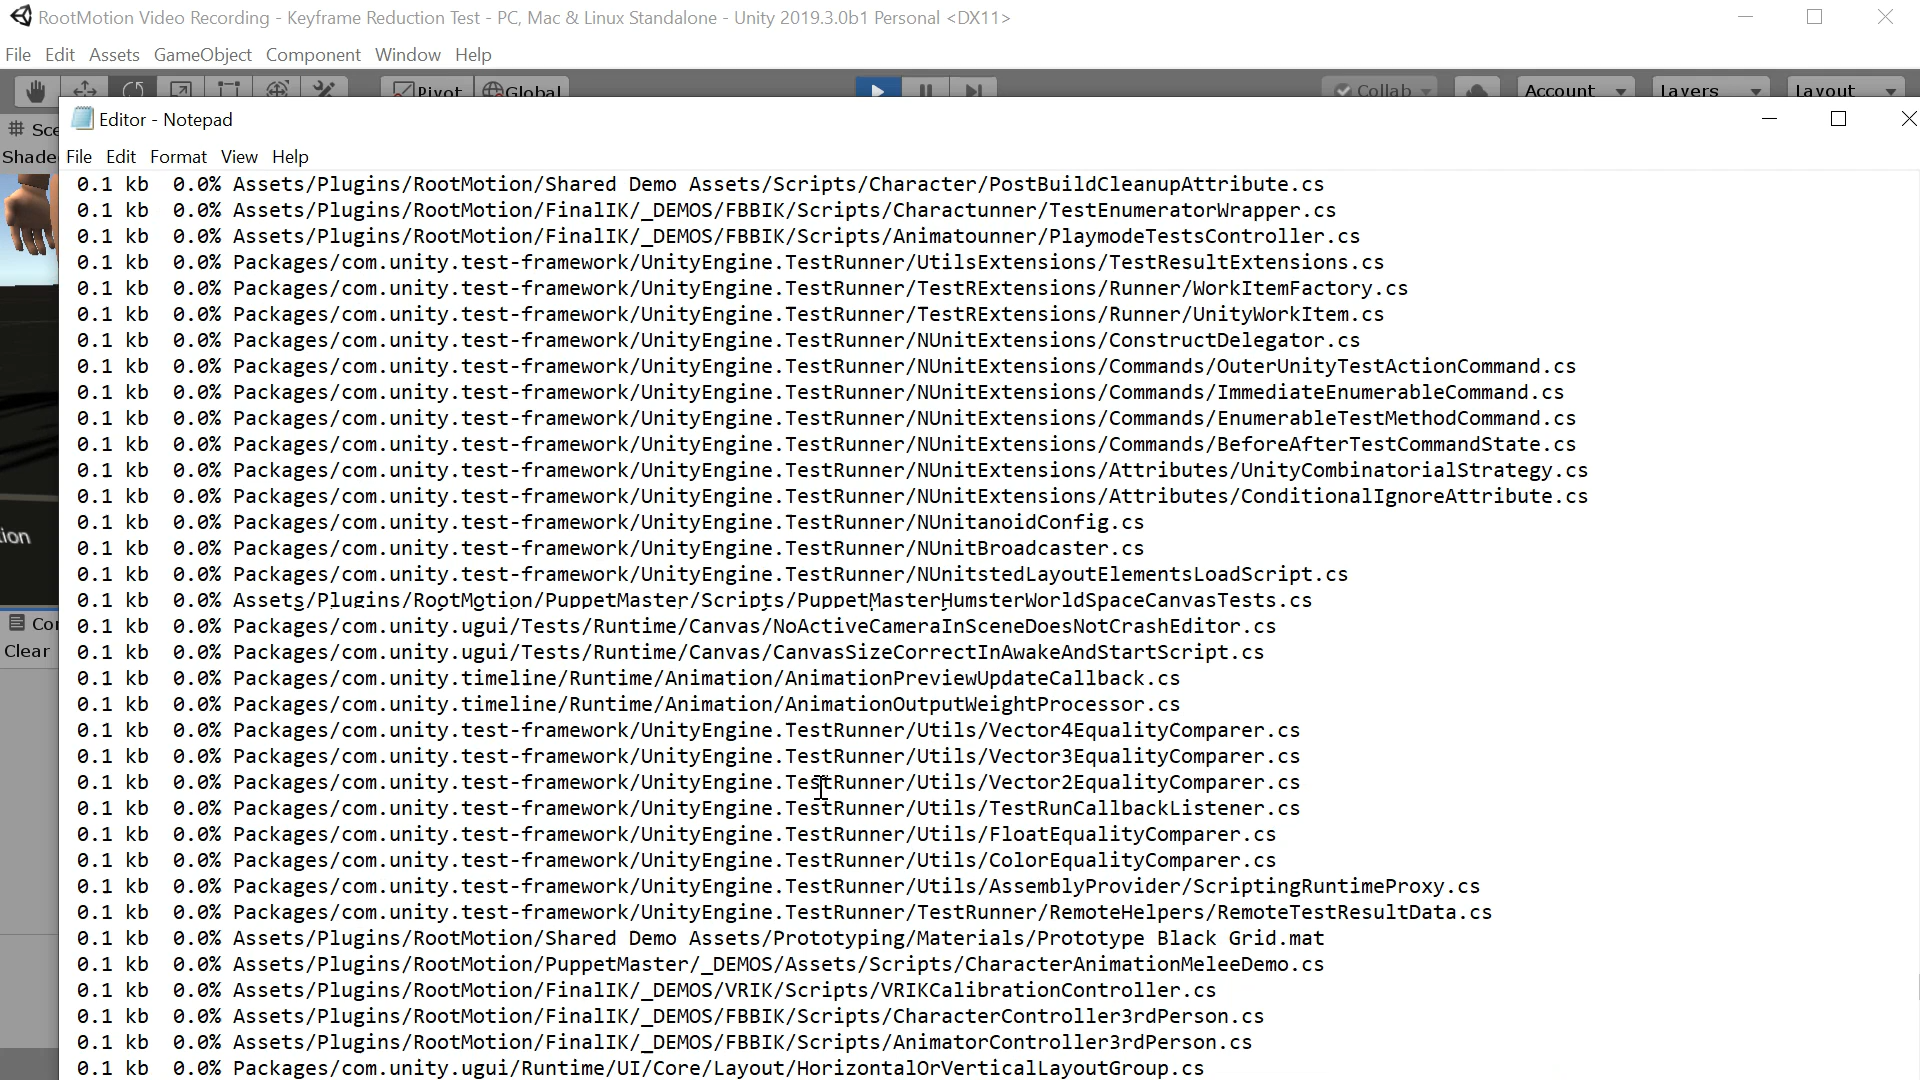 RootMotion Video Recording - Keyframe Reduction Test - PC, Mac & Linux Standalone - Unity 2019.3.0b1 Personal <DX11>
File Edit Assets GameObject Component Window Help
Pivot Global Collab Account Layers Layout
Editor - Notepad
File Edit Format View Help
Sce
Shade
0.1 kb 0.0% Assets/Plugins/RootMotion/Shared Demo Assets/Scripts/Character/PostBuildCleanupAttribute.cs
0.1 kb 0.0% Assets/Plugins/RootMotion/FinalIK/_DEMOS/FBBIK/Scripts/Charactunner/TestEnumeratorWrapper.cs
0.1 kb 0.0% Assets/Plugins/RootMotion/FinalIK/_DEMOS/FBBIK/Scripts/Animatounner/PlaymodeTestsController.cs
0.1 kb 0.0% Packages/com.unity.test-framework/UnityEngine.TestRunner/UtilsExtensions/TestResultExtensions.cs
0.1 kb 0.0% Packages/com.unity.test-framework/UnityEngine.TestRunner/TestRExtensions/Runner/WorkItemFactory.cs
0.1 kb 0.0% Packages/com.unity.test-framework/UnityEngine.TestRunner/TestRExtensions/Runner/UnityWorkItem.cs
0.1 kb 0.0% Packages/com.unity.test-framework/UnityEngine.TestRunner/NUnitExtensions/ConstructDelegator.cs
0.1 kb 0.0% Packages/com.unity.test-framework/UnityEngine.TestRunner/NUnitExtensions/Commands/OuterUnityTestActionCommand.cs
0.1 kb 0.0% Packages/com.unity.test-framework/UnityEngine.TestRunner/NUnitExtensions/Commands/ImmediateEnumerableCommand.cs
0.1 kb 0.0% Packages/com.unity.test-framework/UnityEngine.TestRunner/NUnitExtensions/Commands/EnumerableTestMethodCommand.cs
0.1 kb 0.0% Packages/com.unity.test-framework/UnityEngine.TestRunner/NUnitExtensions/Commands/BeforeAfterTestCommandState.cs
0.1 kb 0.0% Packages/com.unity.test-framework/UnityEngine.TestRunner/NUnitExtensions/Attributes/UnityCombinatorialStrategy.cs
0.1 kb 0.0% Packages/com.unity.test-framework/UnityEngine.TestRunner/NUnitExtensions/Attributes/ConditionalIgnoreAttribute.cs
0.1 kb 0.0% Packages/com.unity.test-framework/UnityEngine.TestRunner/NUnitanoidConfig.cs
ion
0.1 kb 0.0% Packages/com.unity.test-framework/UnityEngine.TestRunner/NUnitBroadcaster.cs
0.1 kb 0.0% Packages/com.unity.test-framework/UnityEngine.TestRunner/NUnitstedLayoutElementsLoadScript.cs
0.1 kb 0.0% Assets/Plugins/RootMotion/PuppetMaster/Scripts/PuppetMasterHumsterWorldSpaceCanvasTests.cs
Con
0.1 kb 0.0% Packages/com.unity.ugui/Tests/Runtime/Canvas/NoActiveCameraInSceneDoesNotCrashEditor.cs
Clear
0.1 kb 0.0% Packages/com.unity.ugui/Tests/Runtime/Canvas/CanvasSizeCorrectInAwakeAndStartScript.cs
0.1 kb 0.0% Packages/com.unity.timeline/Runtime/Animation/AnimationPreviewUpdateCallback.cs
0.1 kb 0.0% Packages/com.unity.timeline/Runtime/Animation/AnimationOutputWeightProcessor.cs
0.1 kb 0.0% Packages/com.unity.test-framework/UnityEngine.TestRunner/Utils/Vector4EqualityComparer.cs
0.1 kb 0.0% Packages/com.unity.test-framework/UnityEngine.TestRunner/Utils/Vector3EqualityComparer.cs
0.1 kb 0.0% Packages/com.unity.test-framework/UnityEngine.TestRunner/Utils/Vector2EqualityComparer.cs
0.1 kb 0.0% Packages/com.unity.test-framework/UnityEngine.TestRunner/Utils/TestRunCallbackListener.cs
0.1 kb 0.0% Packages/com.unity.test-framework/UnityEngine.TestRunner/Utils/FloatEqualityComparer.cs
0.1 kb 0.0% Packages/com.unity.test-framework/UnityEngine.TestRunner/Utils/ColorEqualityComparer.cs
0.1 kb 0.0% Packages/com.unity.test-framework/UnityEngine.TestRunner/Utils/AssemblyProvider/ScriptingRuntimeProxy.cs
0.1 kb 0.0% Packages/com.unity.test-framework/UnityEngine.TestRunner/TestRunner/RemoteHelpers/RemoteTestResultData.cs
0.1 kb 0.0% Assets/Plugins/RootMotion/Shared Demo Assets/Prototyping/Materials/Prototype Black Grid.mat
0.1 kb 0.0% Assets/Plugins/RootMotion/PuppetMaster/_DEMOS/Assets/Scripts/CharacterAnimationMeleeDemo.cs
0.1 kb 0.0% Assets/Plugins/RootMotion/FinalIK/_DEMOS/VRIK/Scripts/VRIKCalibrationController.cs
0.1 kb 0.0% Assets/Plugins/RootMotion/FinalIK/_DEMOS/FBBIK/Scripts/CharacterController3rdPerson.cs
0.1 kb 0.0% Assets/Plugins/RootMotion/FinalIK/_DEMOS/FBBIK/Scripts/AnimatorController3rdPerson.cs
0.1 kb 0.0% Packages/com.unity.ugui/Runtime/UI/Core/Layout/HorizontalOrVerticalLayoutGroup.cs